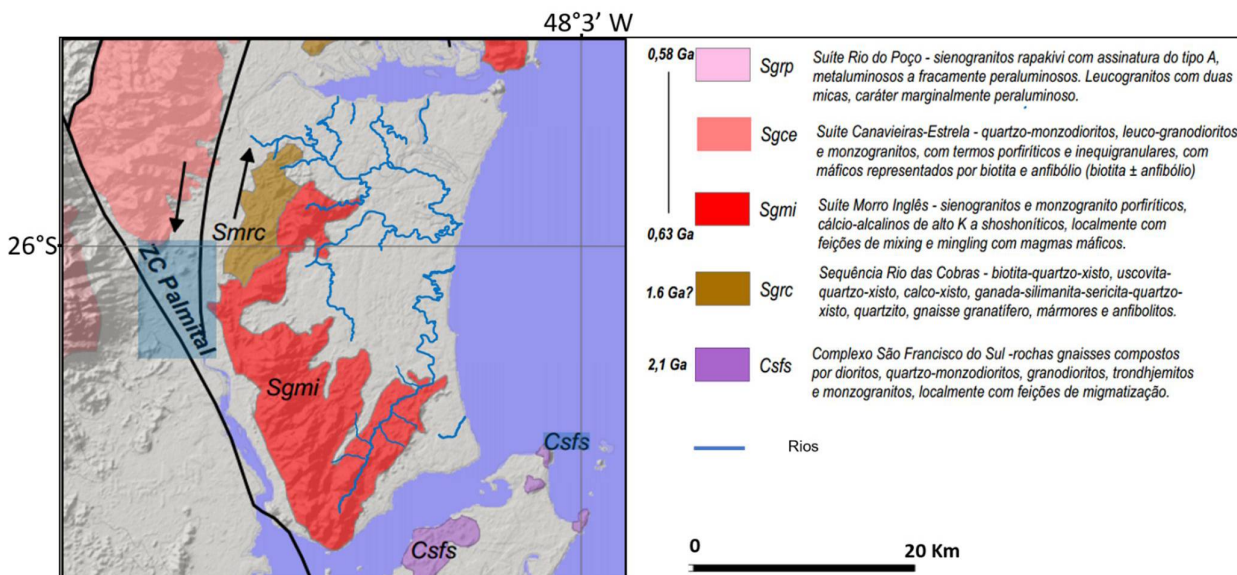 48°3’ W
26°S
Smrc
ZC Palmital
Sgmi
Csfs
Csfs
0,58 Ga
Sgrp
Suíte Rio do Poço - sienogranitos rapakivi com assinatura do tipo A,
metaluminosos a fracamente peraluminosos. Leucogranitos com duas
micas, caráter marginalmente peraluminoso.
Sgce
Suíte Canavieiras-Estrela - quartzo-monzodioritos, leuco-granodioritos
e monzogranitos, com termos porfiriticos e inequigranulares, com
máficos representados por biotita e anfibólio (biotita ± anfibólio)
0,63 Ga
Sgmi
Suíte Morro Inglês - sienogranitos e monzogranito porfiríticos,
cálcio-alcalinos de alto K a shoshoníticos, localmente com
feições de mixing e mingling com magmas máficos.
1.6 Ga?
Sgrc
Sequência Rio das Cobras - biotita-quartzo-xisto, uscovita-
quartzo-xisto, calco-xisto, ganada-silimanita-sericita-quartzo-
xisto, quartzito, gnaisse granatífero, mármores e anfibolitos.
2,1 Ga
Csfs
Complexo São Francisco do Sul -rochas gnaisses compostos
por dioritos, quartzo-monzodioritos, granodioritos, trondhjemitos
e monzogranitos, localmente com feições de migmatização.
Rios
0
20 Km